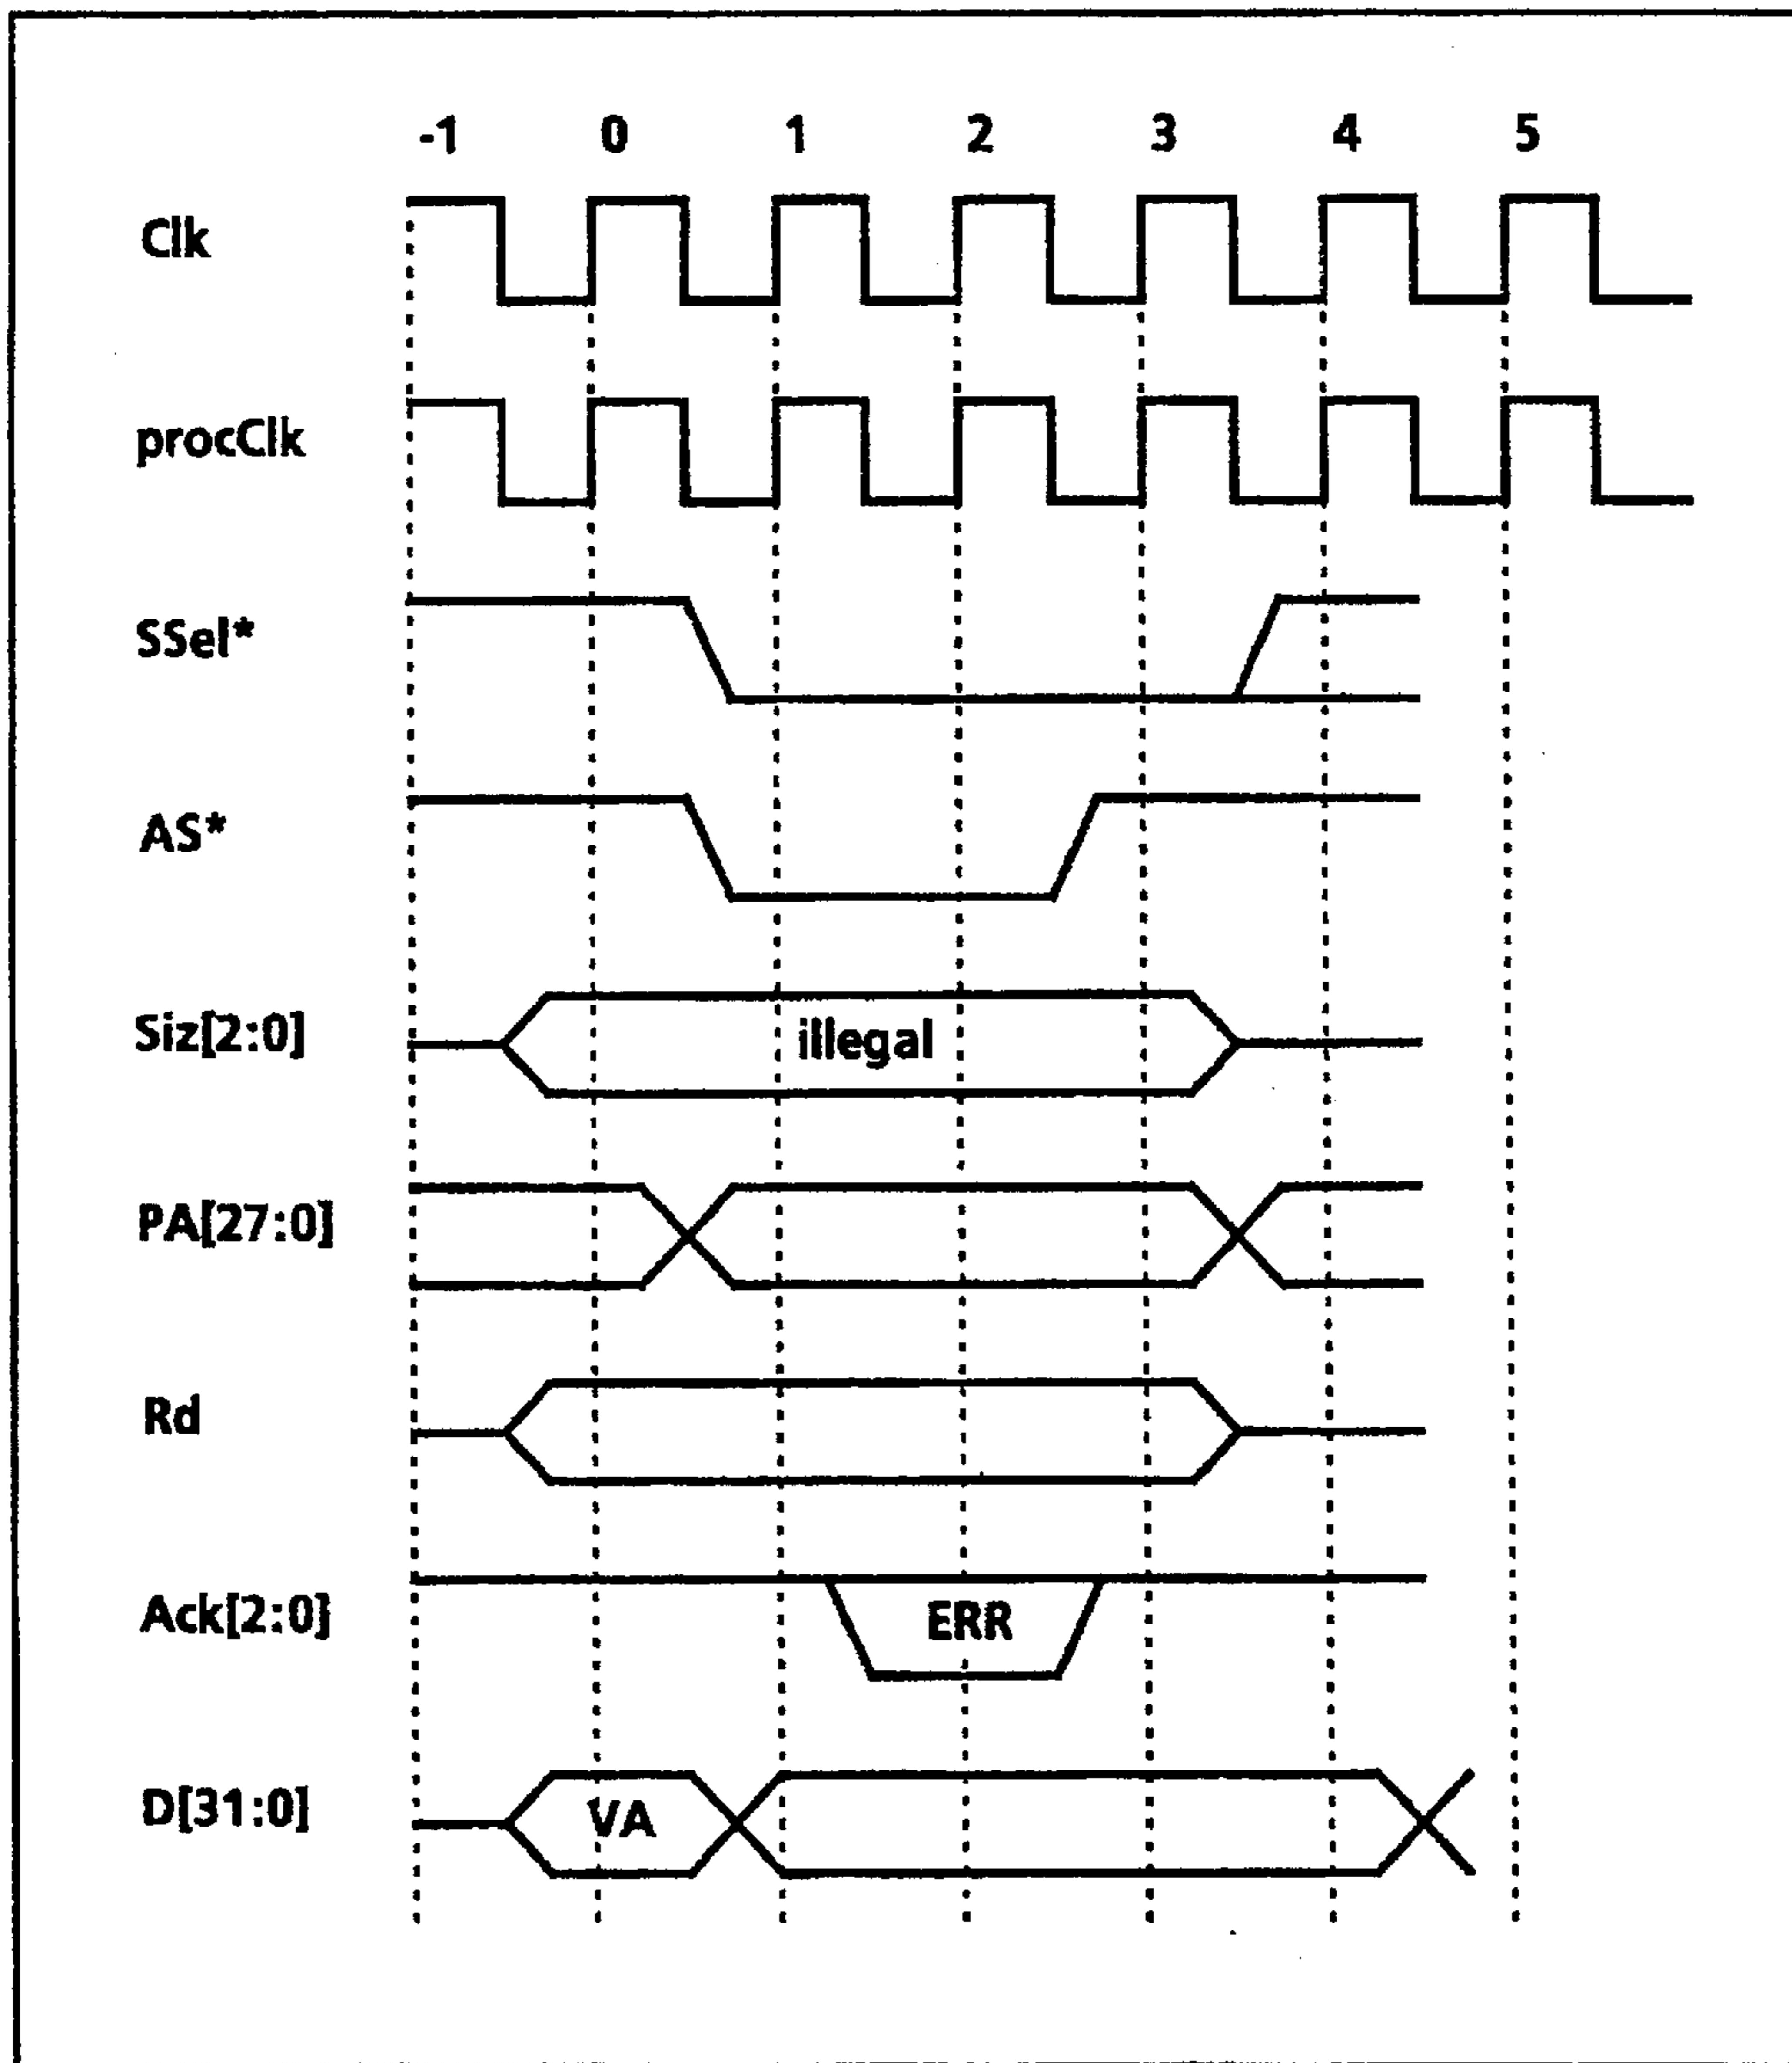 -1 0 1 2 3 4 5
Clk
procClk
SSel*
AS*
Siz[2:0] illegal
PA[27:0]
Rd
Ack[2:0] ERR
D[31:0] VA